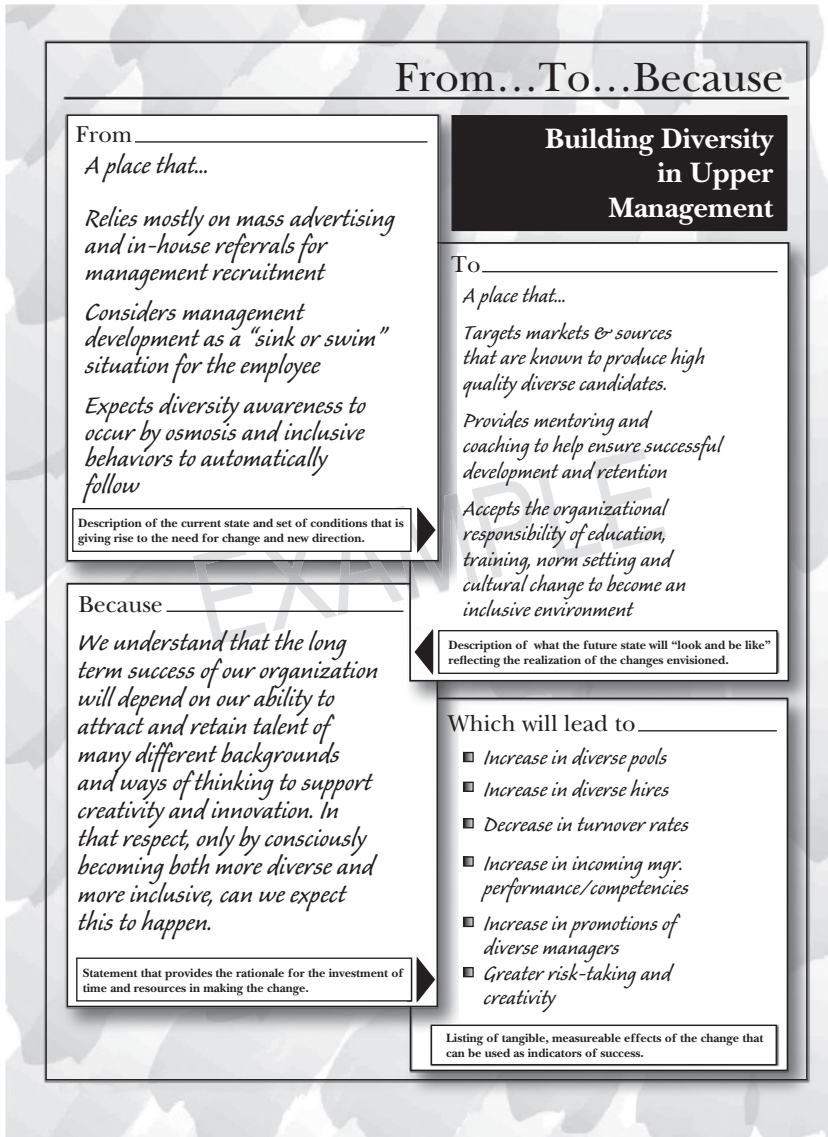 From…To…Because
Building Diversity
in Upper
Management
From
A place that...
Relies mostly on mass advertising
and in-house referrals for
management recruitment
Considers management
development as a “sink or swim”
situation for the employee
Expects diversity awareness to
occur by osmosis and inclusive
behaviors to automatically
follow
Description of the current state and set of conditions that is
giving rise to the need for change and new direction.
To
A place that...
Targets markets & sources
that are known to produce high
quality diverse candidates.
Provides mentoring and
coaching to help ensure successful
development and retention
Accepts the organizational
responsibility of education,
training, norm setting and
cultural change to become an
inclusive environment
Description of what the future state will “look and be like”
reflecting the realization of the changes envisioned.
EXAMPLE
Because
We understand that the long
term success of our organization
will depend on our ability to
attract and retain talent of
many different backgrounds
and ways of thinking to support
creativity and innovation. In
that respect, only by consciously
becoming both more diverse and
more inclusive, can we expect
this to happen.
Statement that provides the rationale for the investment of
time and resources in making the change.
Which will lead to
Increase in diverse pools
Increase in diverse hires
Decrease in turnover rates
Increase in incoming mgr.
performance/competencies
Increase in promotions of
diverse managers
Greater risk-taking and
creativity
Listing of tangible, measureable effects of the change that
can be used as indicators of success.